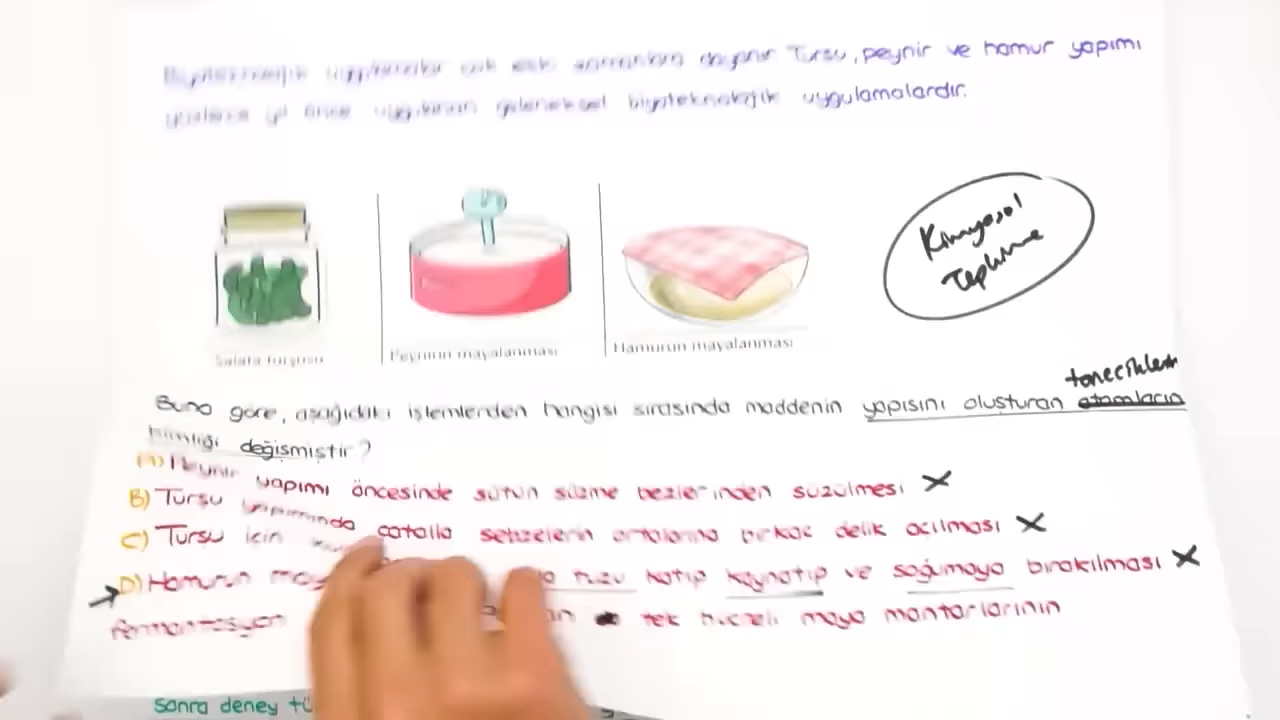 Biyoteknolojik uygulamalar çok eski zamanlara dayanır. Turşu, peynir ve hamur yapımı
yıl önce uygulanan geleneksel biyoteknolojik uygulamalardır.
Kimyasal
Tepkime
Salata turşusu
Peynirin mayalanması
Hamurun mayalanması
taneciklerin
Buna göre, aşağıdaki işlemlerden hangisi sırasında maddenin yapısını oluşturan atomların
kimliği değişmiştir?
A) Peynir yapımı öncesinde sütün süzme bezlerinden süzülmesi X
B) Turşu yapımında çatalla sebzelerin ortalarına birkaç delik açılması X
C) Turşu için tuzu katıp kaynatıp ve soğumaya bırakılması X
D) Hamurun tek hücreli maya mantarlarının
fermantasyon
sonra deney tü